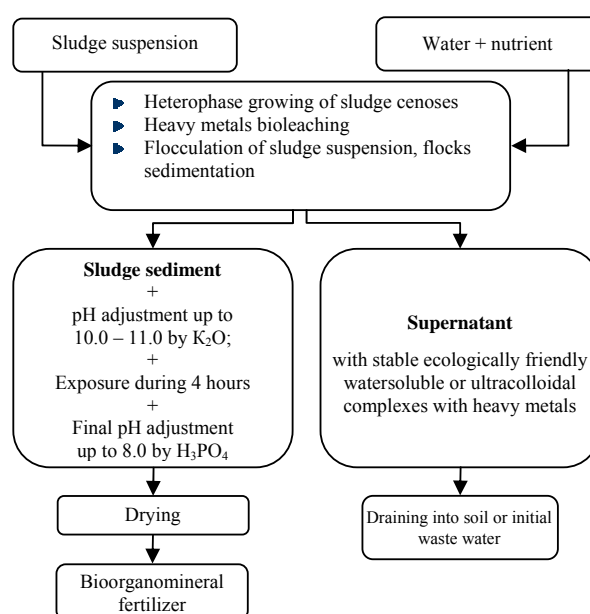 Sludge suspension
Water + nutrient
Heterophase growing of sludge cenoses
Heavy metals bioleaching
Flocculation of sludge suspension, flocks
sedimentation
Sludge sediment
+
pH adjustment up to
10.0 – 11.0 by K₂O;
+
Exposure during 4 hours
+
Final pH adjustment
up to 8.0 by H₃PO₄
Supernatant
with stable ecologically friendly
watersoluble or ultracolloidal
complexes with heavy metals
Drying
Draining into soil or initial
waste water
Bioorganomineral
fertilizer